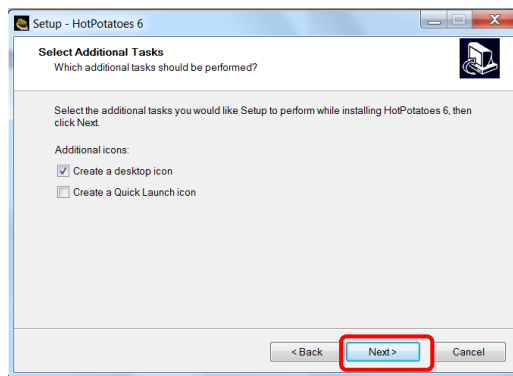 Setup - HotPotatoes 6
Select Additional Tasks
Which additional tasks should be performed?
Select the additional tasks you would like Setup to perform while installing HotPotatoes 6, then
click Next.
Additional icons:
Create a desktop icon
Create a Quick Launch icon
< Back Next > Cancel